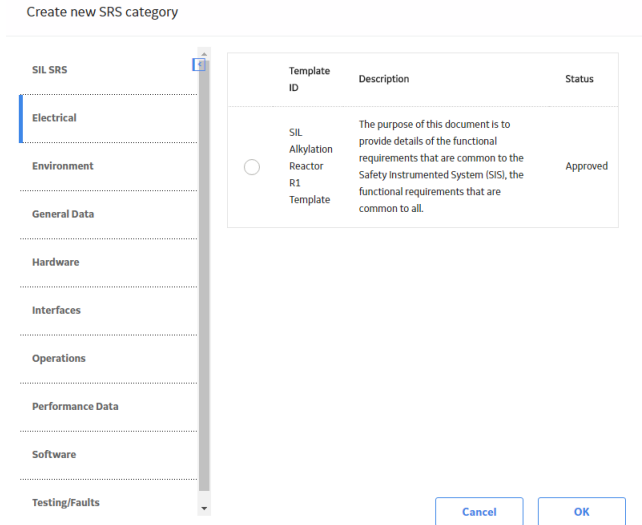 Create new SRS category
SIL SRS
Electrical
Environment
General Data
Hardware
Interfaces
Operations
Performance Data
Software
Testing/Faults
Template
ID
Description
Status
SIL
Alkylation
Reactor
R1
Template
The purpose of this document is to
provide details of the functional
requirements that are common to the
Safety Instrumented System (SIS), the
functional requirements that are
common to all.
Approved
Cancel
OK